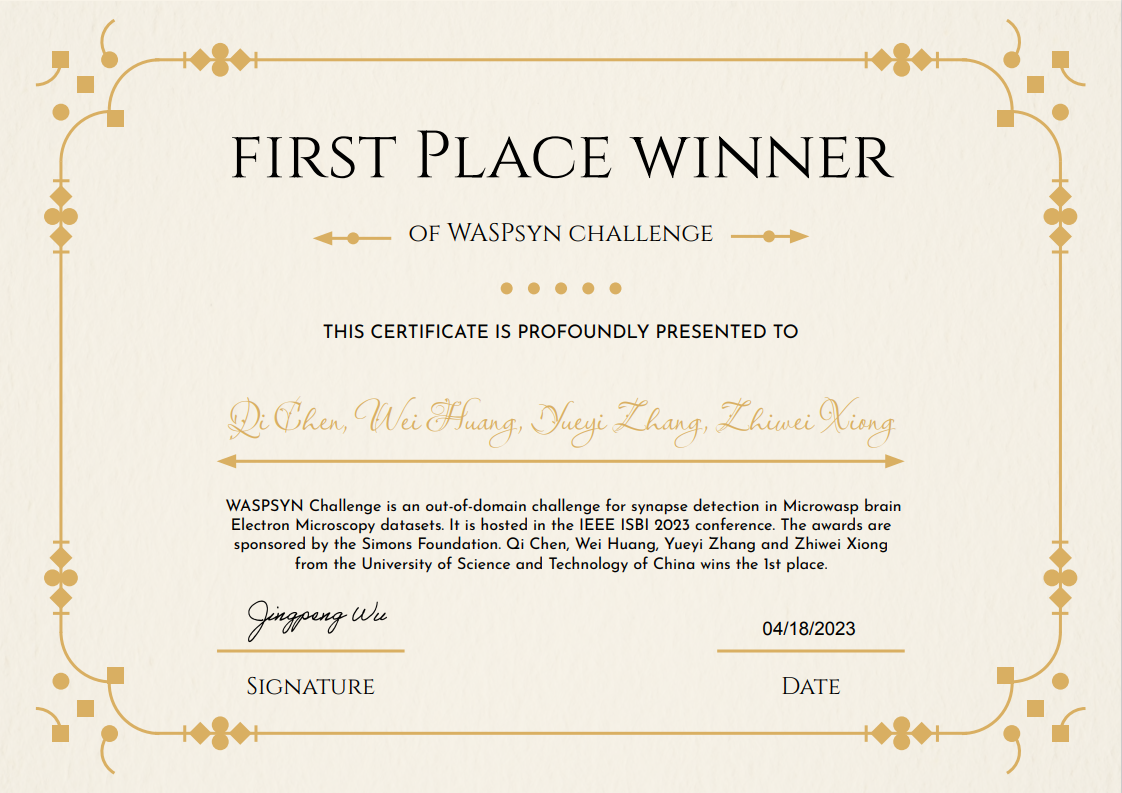 FIRST PLACE WINNER
OF WASPSYN CHALLENGE
THIS CERTIFICATE IS PROFOUNDLY PRESENTED TO
Qi Chen, Wei Huang, Yueyi Zhang, Zhiwei Xiong
WASPSYN Challenge is an out-of-domain challenge for synapse detection in Microwasp brain
Electron Microscopy datasets. It is hosted in the IEEE ISBI 2023 conference. The awards are
sponsored by the Simons Foundation. Qi Chen, Wei Huang, Yueyi Zhang and Zhiwei Xiong
from the University of Science and Technology of China wins the 1st place.
Jingpeng Wu
04/18/2023
SIGNATURE
DATE